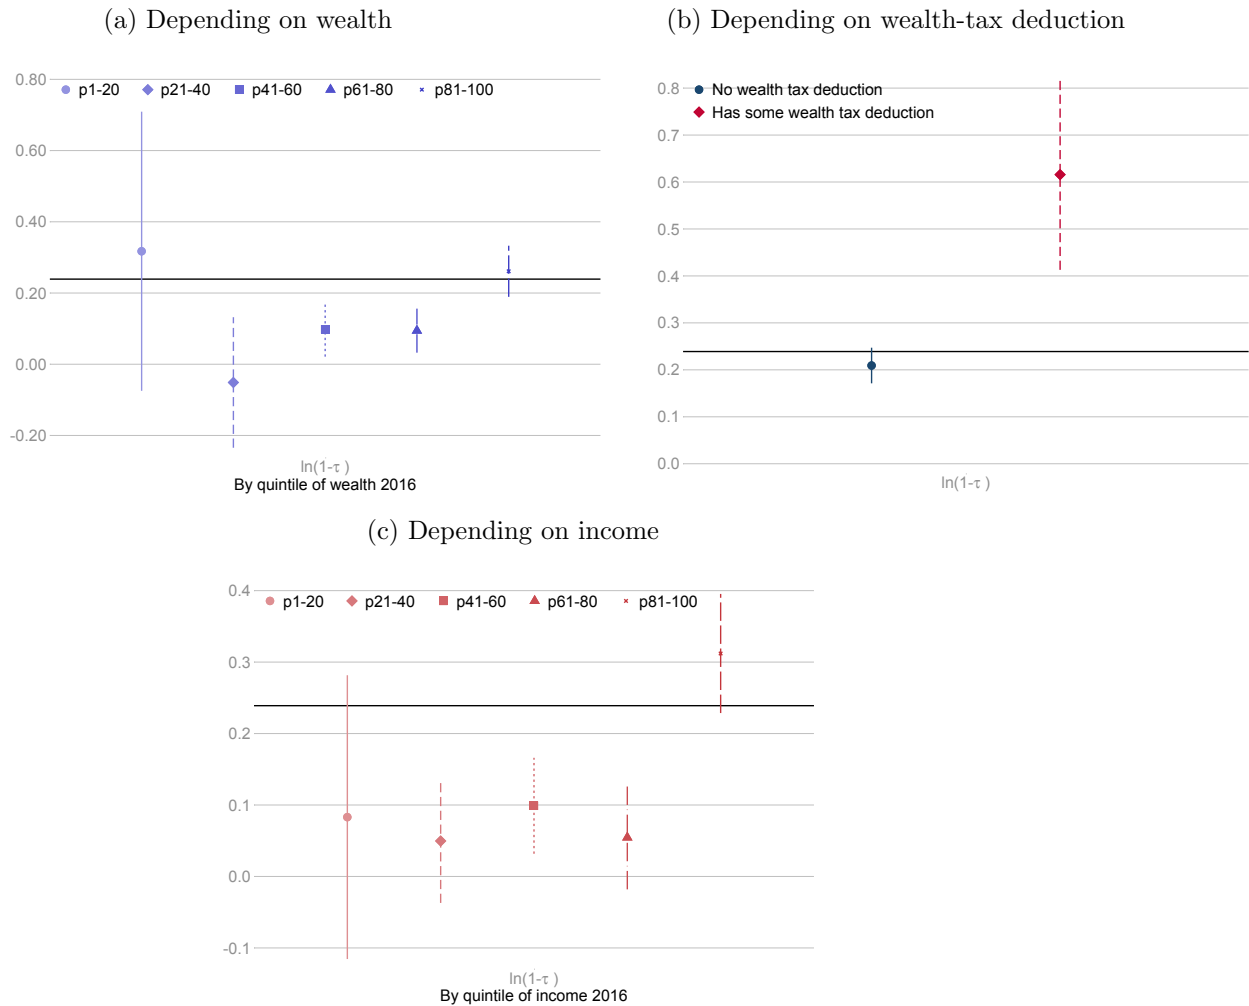 (a) Depending on wealth
0.80
p1-20 p21-40 p41-60 p61-80 p81-100
0.60
0.40
0.20
0.00
-0.20
ln(1-τ )
By quintile of wealth 2016
(b) Depending on wealth-tax deduction
0.8
No wealth tax deduction
Has some wealth tax deduction
0.7
0.6
0.5
0.4
0.3
0.2
0.1
0.0
ln(1-τ )
(c) Depending on income
0.4
p1-20 p21-40 p41-60 p61-80 p81-100
0.3
0.2
0.1
0.0
-0.1
ln(1-τ )
By quintile of income 2016